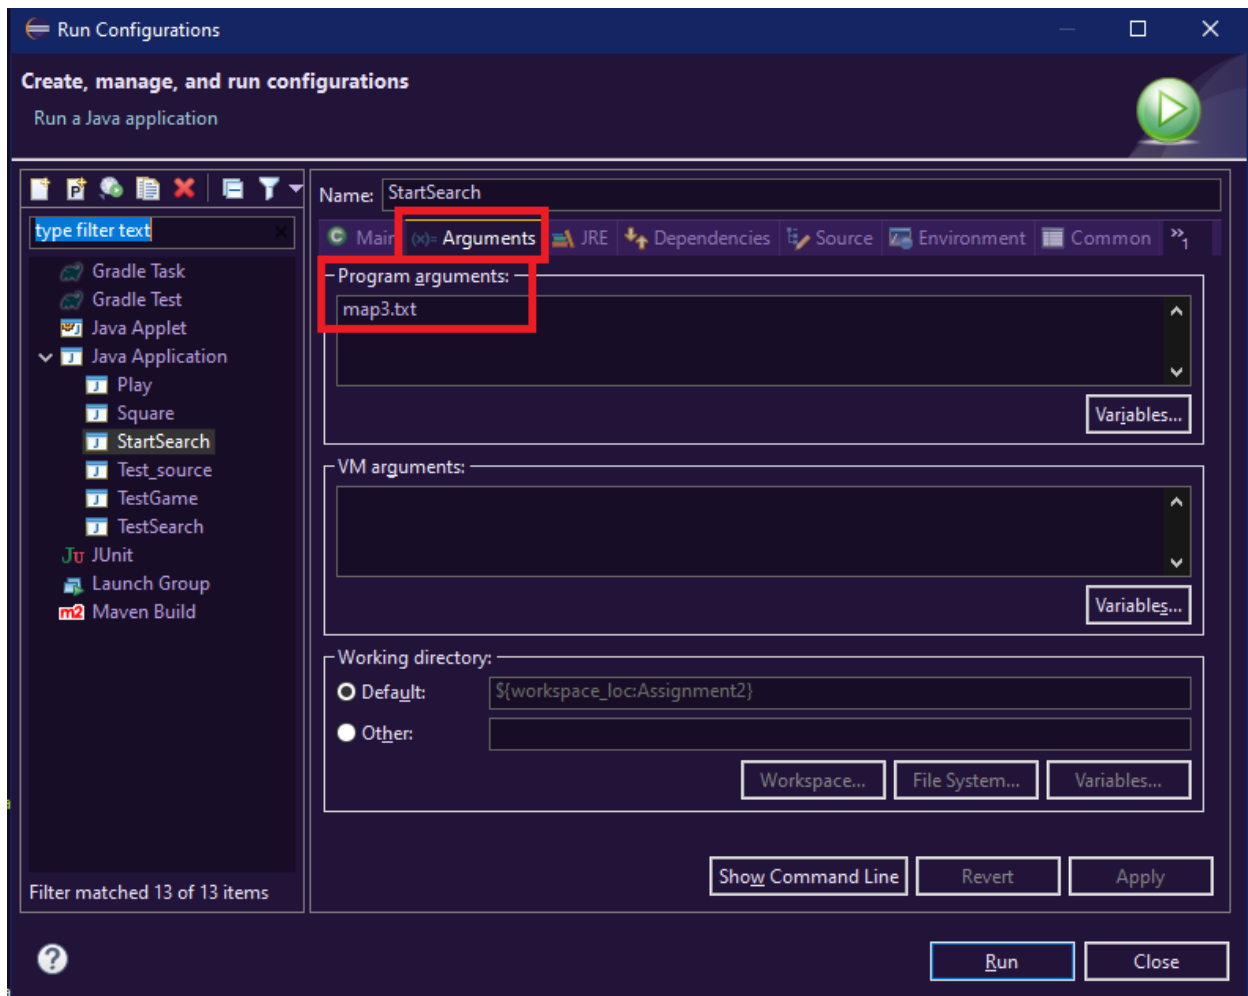 Run Configurations
Create, manage, and run configurations
Run a Java application
type filter text
Gradle Task
Gradle Test
Java Applet
Java Application
Play
Square
StartSearch
Test_source
TestGame
TestSearch
JUnit
Launch Group
Maven Build
Filter matched 13 of 13 items
Name: StartSearch
Main (x)= Arguments JRE Dependencies Source Environment Common »1
Program arguments:
map3.txt
Variables...
VM arguments:
Variables...
Working directory:
Default: ${workspace_loc:Assignment2}
Other:
Workspace... File System... Variables...
Show Command Line Revert Apply
Run Close